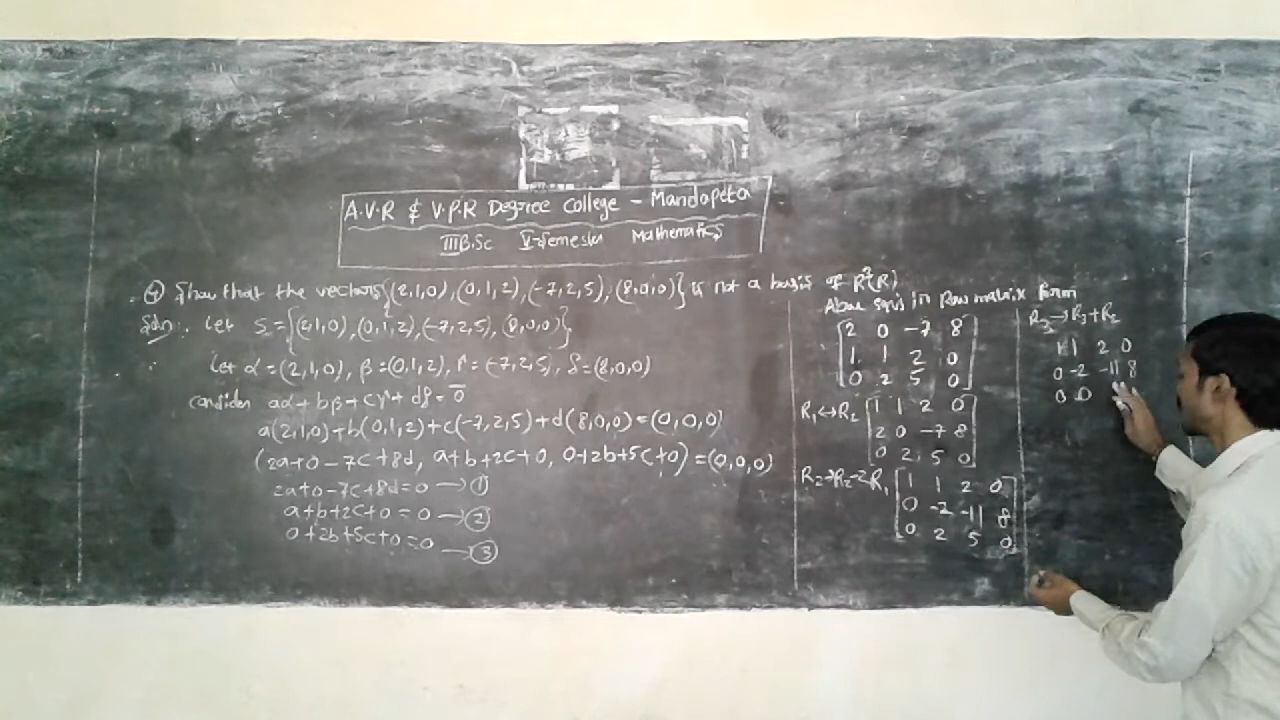 A.V.R & V.P.R Degree College - Mandapeta
III B.Sc V Semester Mathematics
Show that the vectors {(2,1,0), (0,1,2), (-7,2,5), (8,0,0)} is not a basis of R³(R)
Soln: Let S = {(2,1,0), (0,1,2), (-7,2,5), (8,0,0)}
Let α = (2,1,0), β = (0,1,2), γ = (-7,2,5), δ = (8,0,0)
consider aα + bβ + cγ + dδ = 0̄
a(2,1,0) + b(0,1,2) + c(-7,2,5) + d(8,0,0) = (0,0,0)
(2a+0-7c+8d, a+b+2c+0, 0+2b+5c+0) = (0,0,0)
2a+0-7c+8d=0 → ①
a+b+2c+0=0 → ②
0+2b+5c+0=0 → ③
in Row matrix form
[2 0 -7 8
1 1 2 0
0 2 5 0]
R₁↔R₂ [1 1 2 0
2 0 -7 8
0 2 5 0]
R₂→R₂-2R₁ [1 1 2 0
0 -2 -11 8
0 2 5 0]
R₃→R₃+R₂
1 1 2 0
0 -2 -11 8
0 0